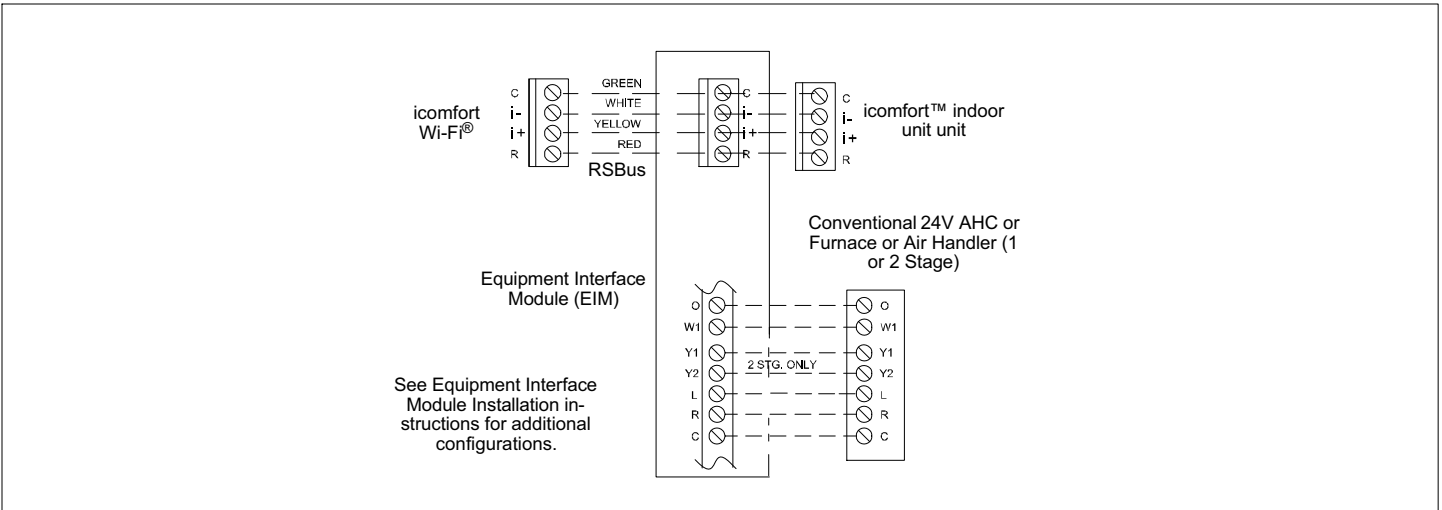 C
i-
i+
R
GREEN
WHITE
YELLOW
RED
C
i-
i+
R
C
i-
i+
R
icomfort
Wi-Fi®
icomfort™ indoor
unit unit
RSBus
Conventional 24V AHC or
Furnace or Air Handler (1
or 2 Stage)
Equipment Interface
Module (EIM)
O
W1
Y1
Y2
L
R
C
2 STG. ONLY
O
W1
Y1
Y2
L
R
C
See Equipment Interface
Module Installation in-
structions for additional
configurations.